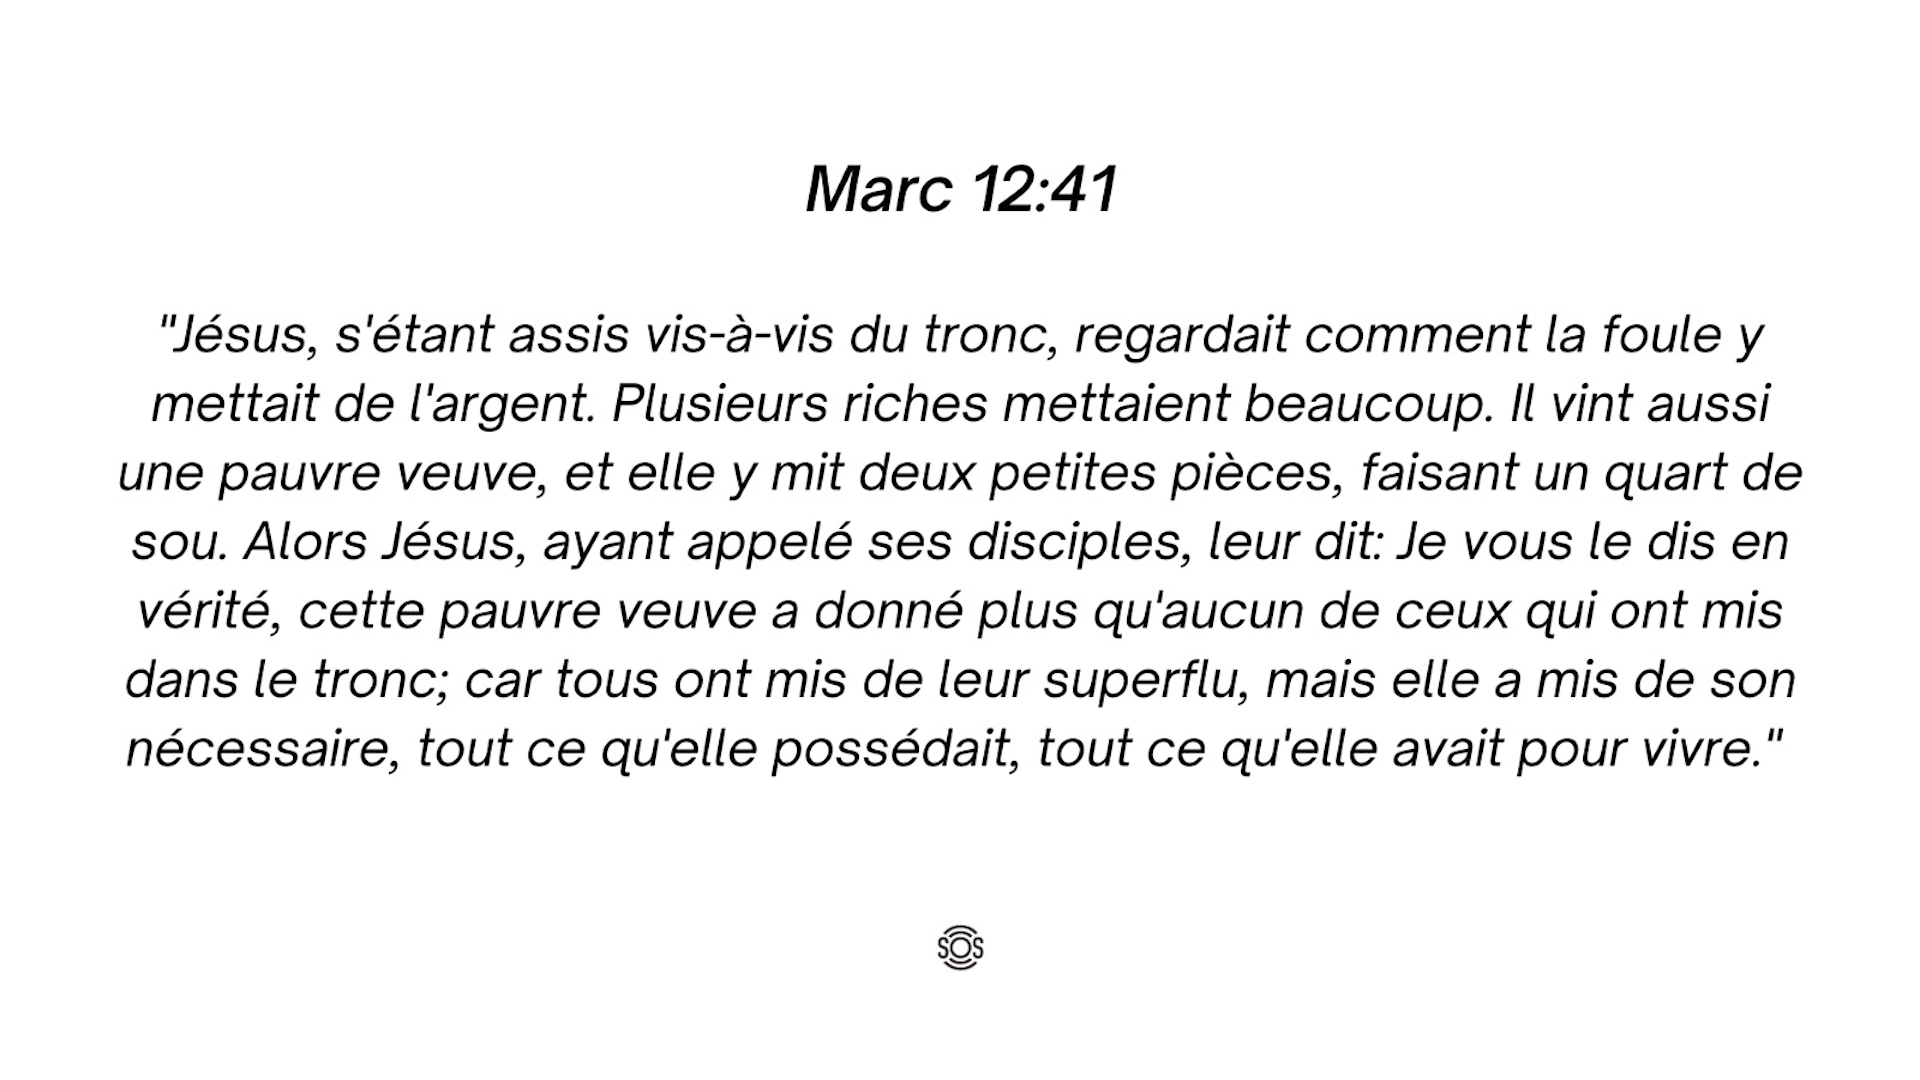 Marc 12:41
"Jésus, s'étant assis vis-à-vis du tronc, regardait comment la foule y
mettait de l'argent. Plusieurs riches mettaient beaucoup. Il vint aussi
une pauvre veuve, et elle y mit deux petites pièces, faisant un quart de
sou. Alors Jésus, ayant appelé ses disciples, leur dit: Je vous le dis en
vérité, cette pauvre veuve a donné plus qu'aucun de ceux qui ont mis
dans le tronc; car tous ont mis de leur superflu, mais elle a mis de son
nécessaire, tout ce qu'elle possédait, tout ce qu'elle avait pour vivre."
SOS